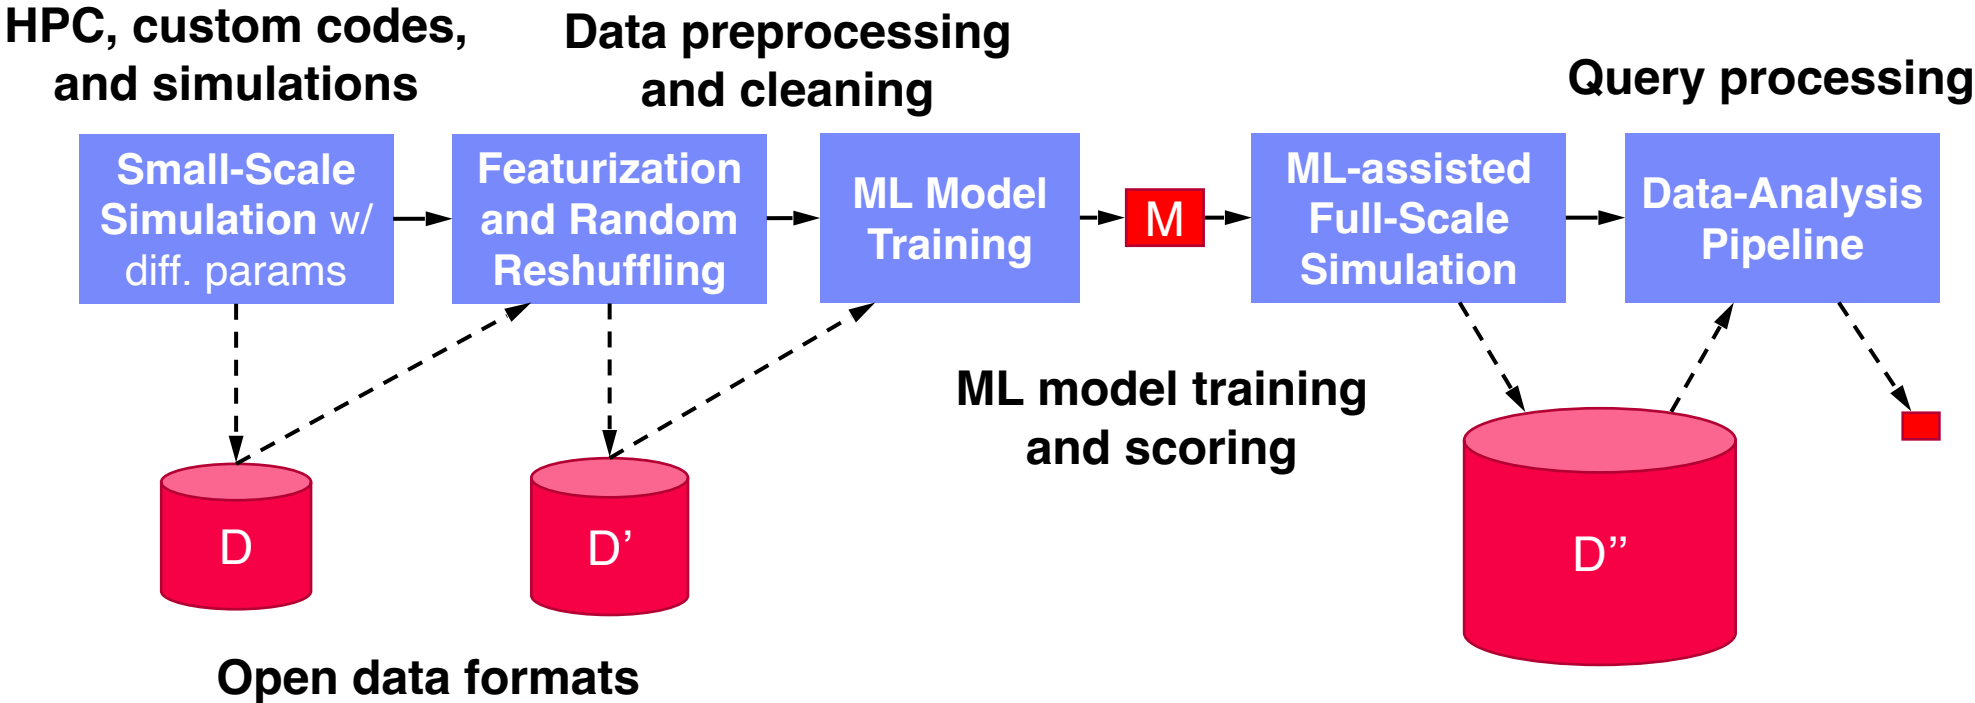 HPC, custom codes,
and simulations
Data preprocessing
and cleaning
Query processing
Small-Scale
Simulation w/
diff. params
Featurization
and Random
Reshuffling
ML Model
Training
M
ML-assisted
Full-Scale
Simulation
Data-Analysis
Pipeline
ML model training
and scoring
D
D’
D’’
Open data formats